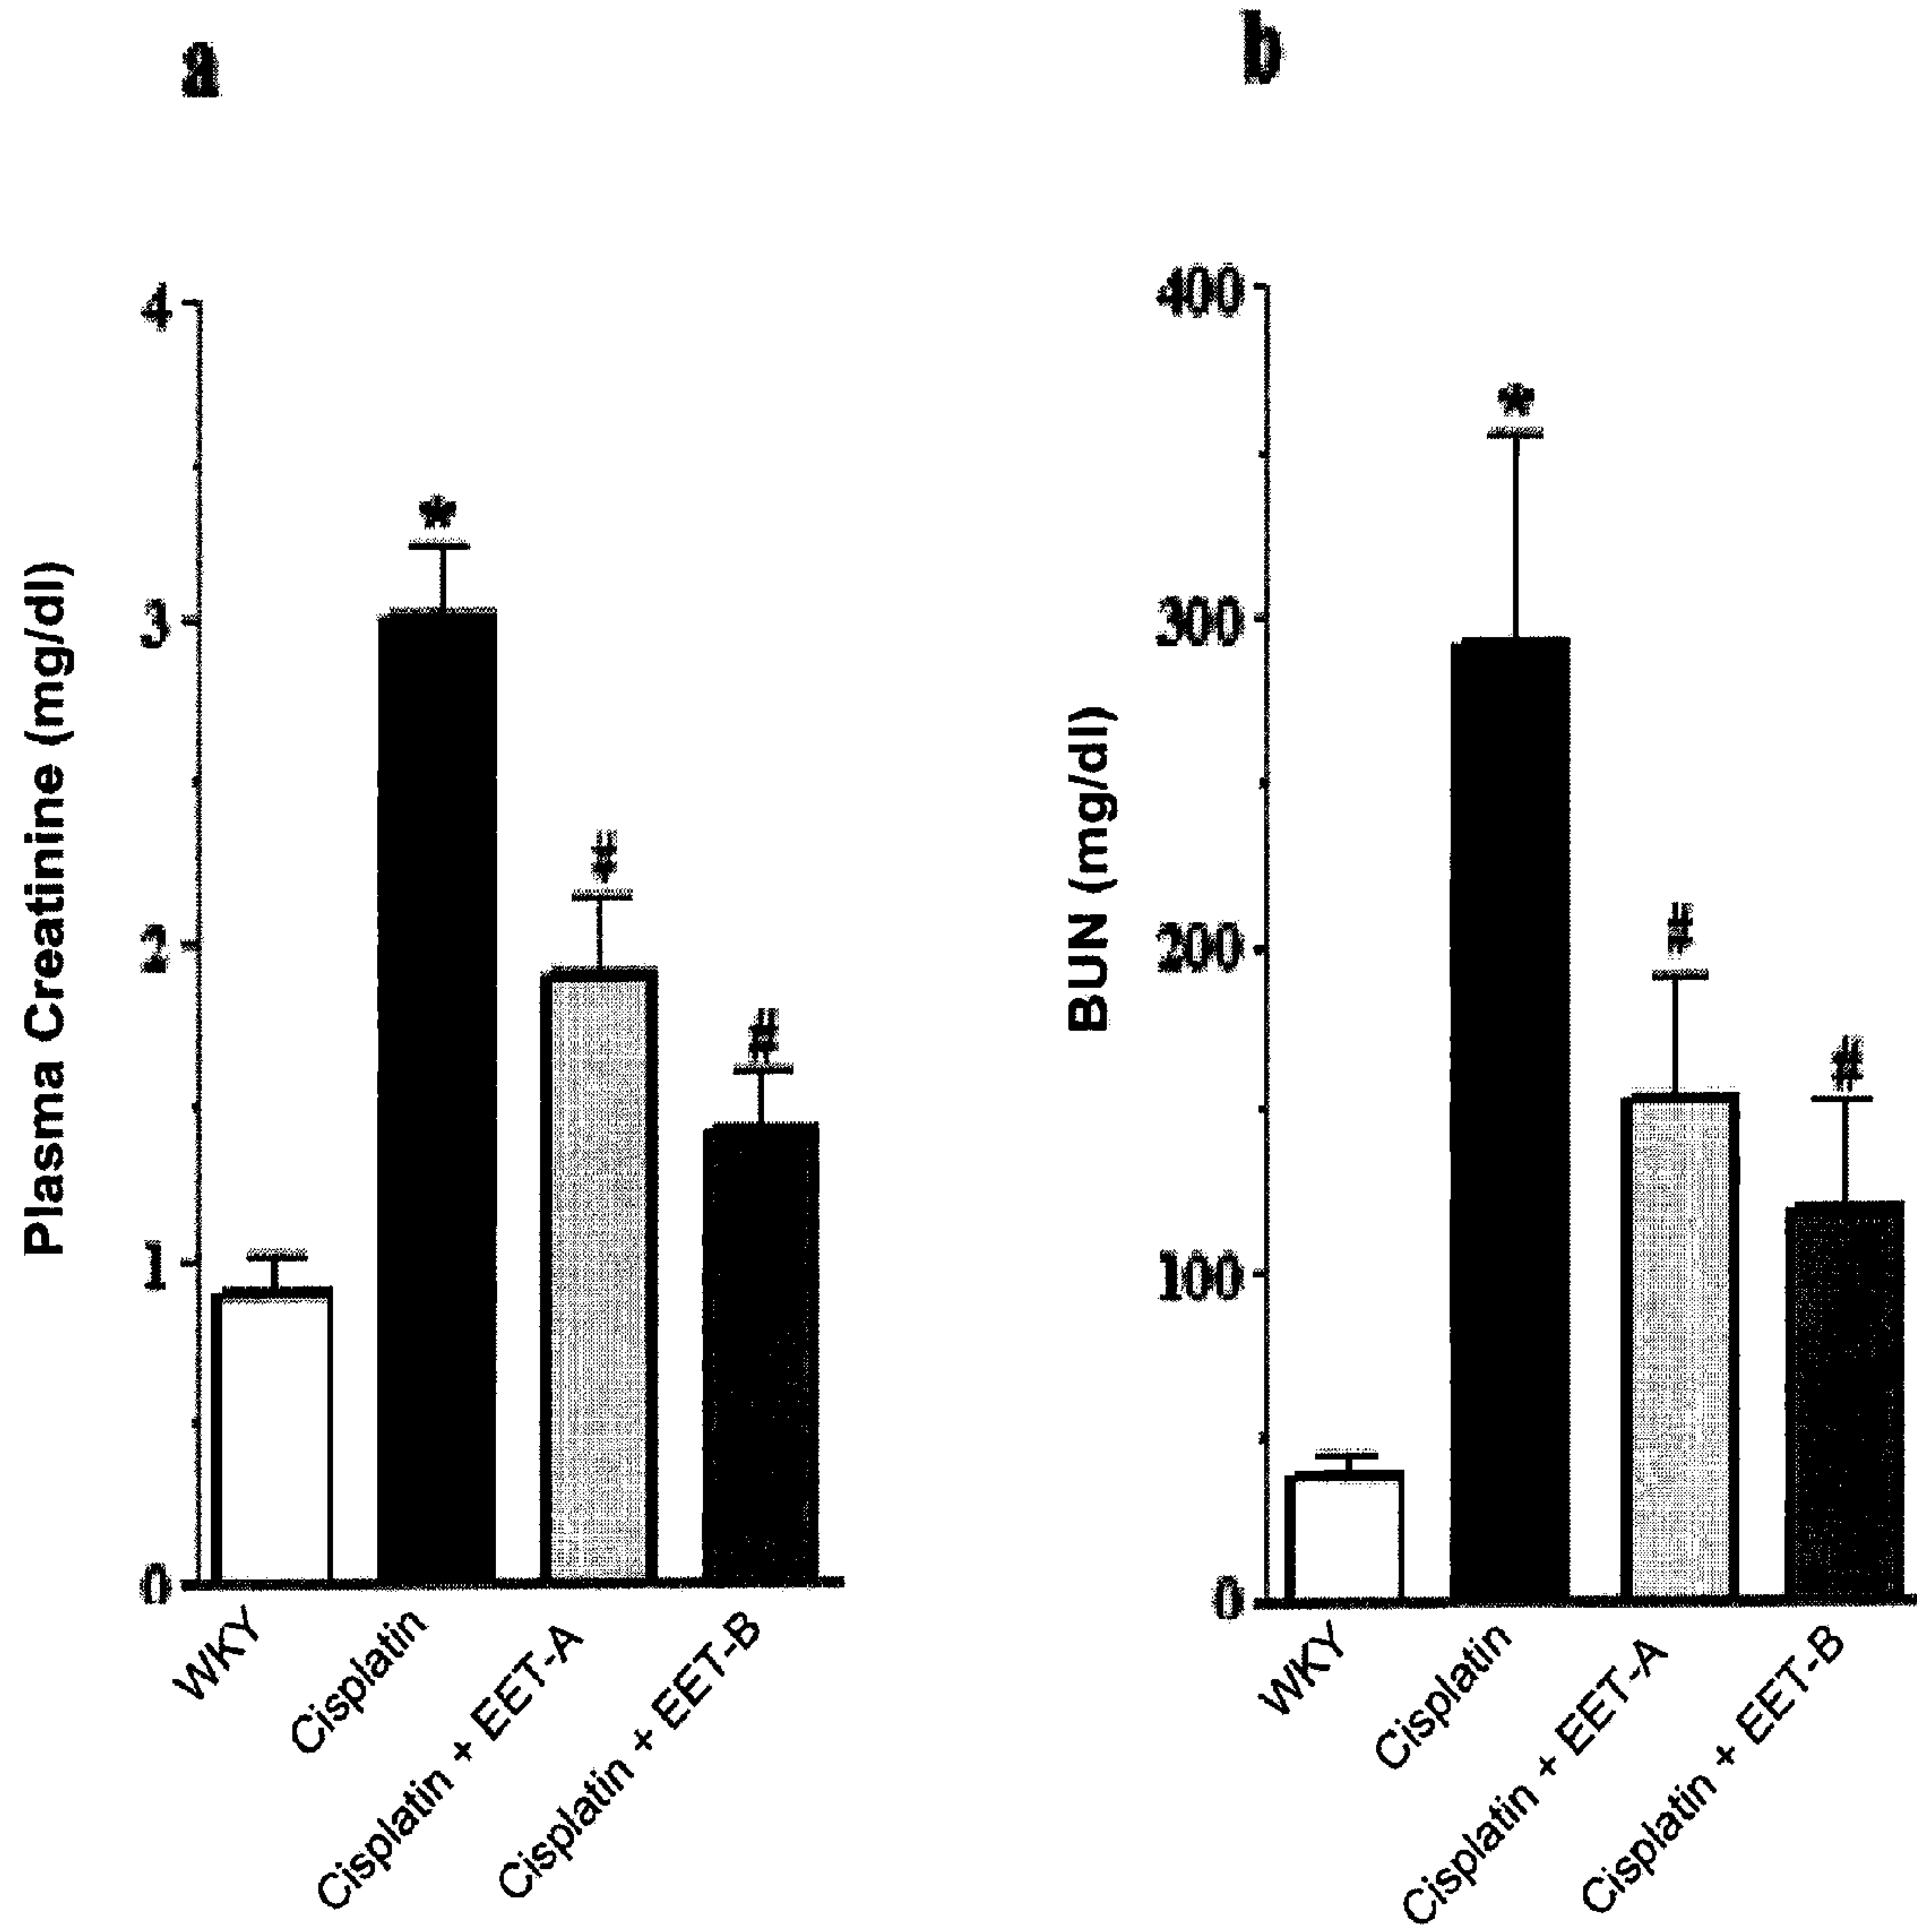 a
Plasma Creatinine (mg/dl)
4
3
2
1
0
*
#
#
WKY
Cisplatin
Cisplatin + EET-A
Cisplatin + EET-B
b
BUN (mg/dl)
400
300
200
100
0
*
#
#
WKY
Cisplatin
Cisplatin + EET-A
Cisplatin + EET-B